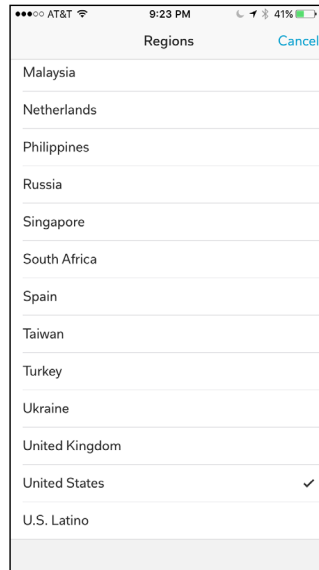 AT&T 9:23 PM 41%
Regions Cancel
Malaysia
Netherlands
Philippines
Russia
Singapore
South Africa
Spain
Taiwan
Turkey
Ukraine
United Kingdom
United States
U.S. Latino